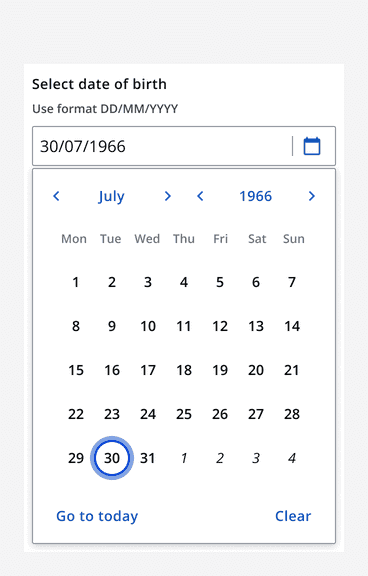 Select date of birth
Use format DD/MM/YYYY
30/07/1966
July 1966
Mon Tue Wed Thu Fri Sat Sun
1 2 3 4 5 6 7
8 9 10 11 12 13 14
15 16 17 18 19 20 21
22 23 24 25 26 27 28
29 30 31 1 2 3 4
Go to today Clear